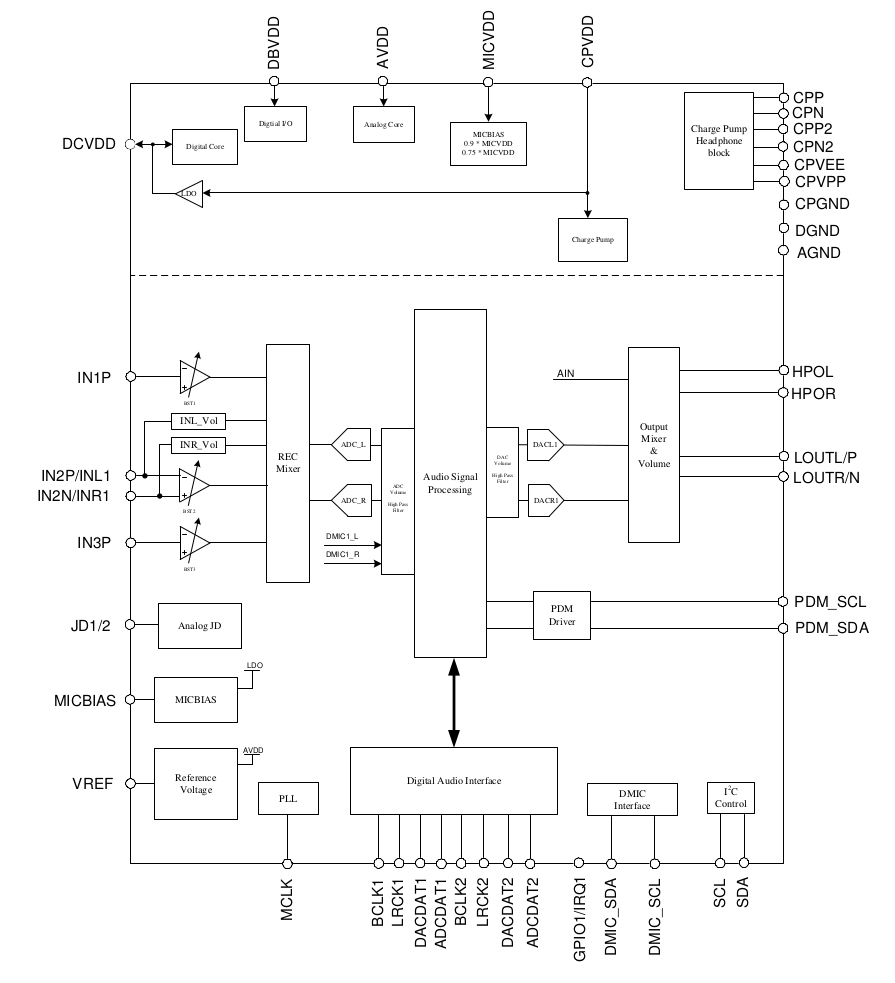 DBVDD
AVDD
MICVDD
CPVDD
DCVDD
Digital Core
Digtial I/O
Analog Core
MICBIAS
0.9 * MICVDD
0.75 * MICVDD
LDO
Charge Pump
Charge Pump
Headphone
block
CPP
CPN
CPP2
CPN2
CPVEE
CPVPP
CPGND
DGND
AGND
IN1P
BST1
INL_Vol
INR_Vol
IN2P/INL1
IN2N/INR1
BST2
IN3P
BST3
REC
Mixer
ADC_L
ADC_R
DMIC1_L
DMIC1_R
ADC
Volume
High Pass
Filter
Audio Signal
Processing
DAC
Volume
High Pass
Filter
DACL1
DACR1
AIN
Output
Mixer
&
Volume
HPOL
HPOR
LOUTL/P
LOUTR/N
PDM
Driver
PDM_SCL
PDM_SDA
JD1/2
Analog JD
MICBIAS
MICBIAS
LDO
VREF
Reference
Voltage
AVDD
PLL
Digital Audio Interface
DMIC
Interface
I2C
Control
MCLK
BCLK1
LRCK1
DACDAT1
ADCDAT1
BCLK2
LRCK2
DACDAT2
ADCDAT2
GPIO1/IRQ1
DMIC_SDA
DMIC_SCL
SCL
SDA